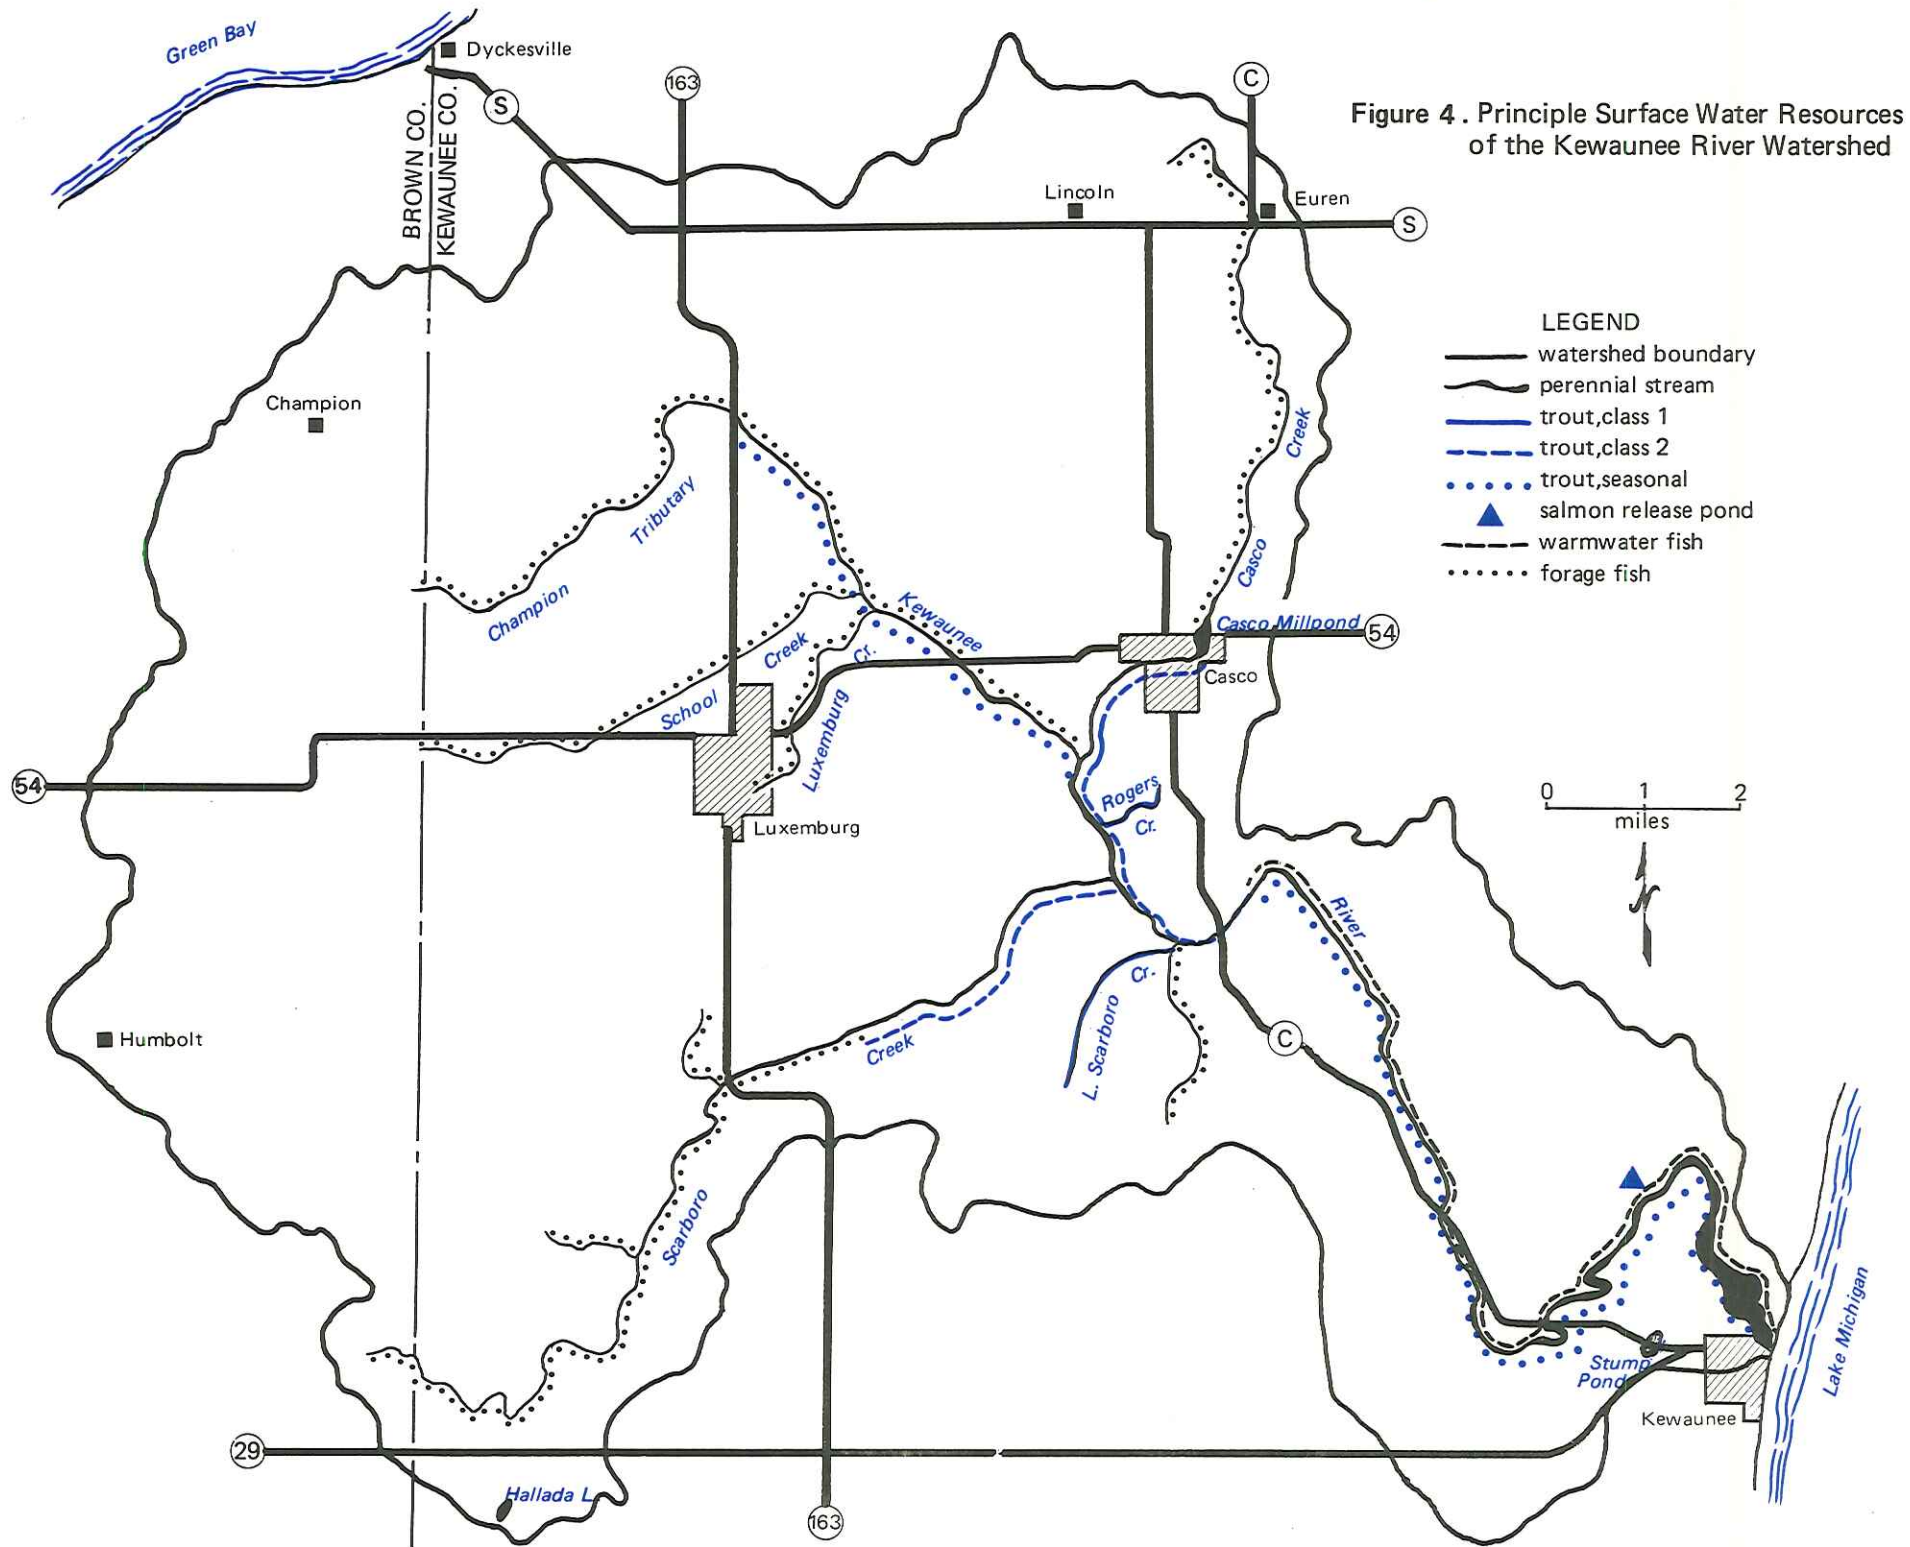 Green Bay
Dyckesville
S
163
C
Figure 4. Principle Surface Water Resources
of the Kewaunee River Watershed
BROWN CO.
KEWAUNEE CO.
Lincoln
Euren
S
LEGEND
watershed boundary
perennial stream
trout,class 1
trout,class 2
trout,seasonal
salmon release pond
warmwater fish
forage fish
Champion
Tributary
Champion
Casco
Creek
Kewaunee
River
Casco Millpond
54
Casco
School
Creek
Luxemburg
Cr.
54
Luxemburg
Rogers
Cr.
0 1 2
miles
N
Humbolt
Scarboro
Creek
L. Scarboro
Cr.
C
Lake Michigan
Stump
Pond
Kewaunee
29
Hallada L.
163